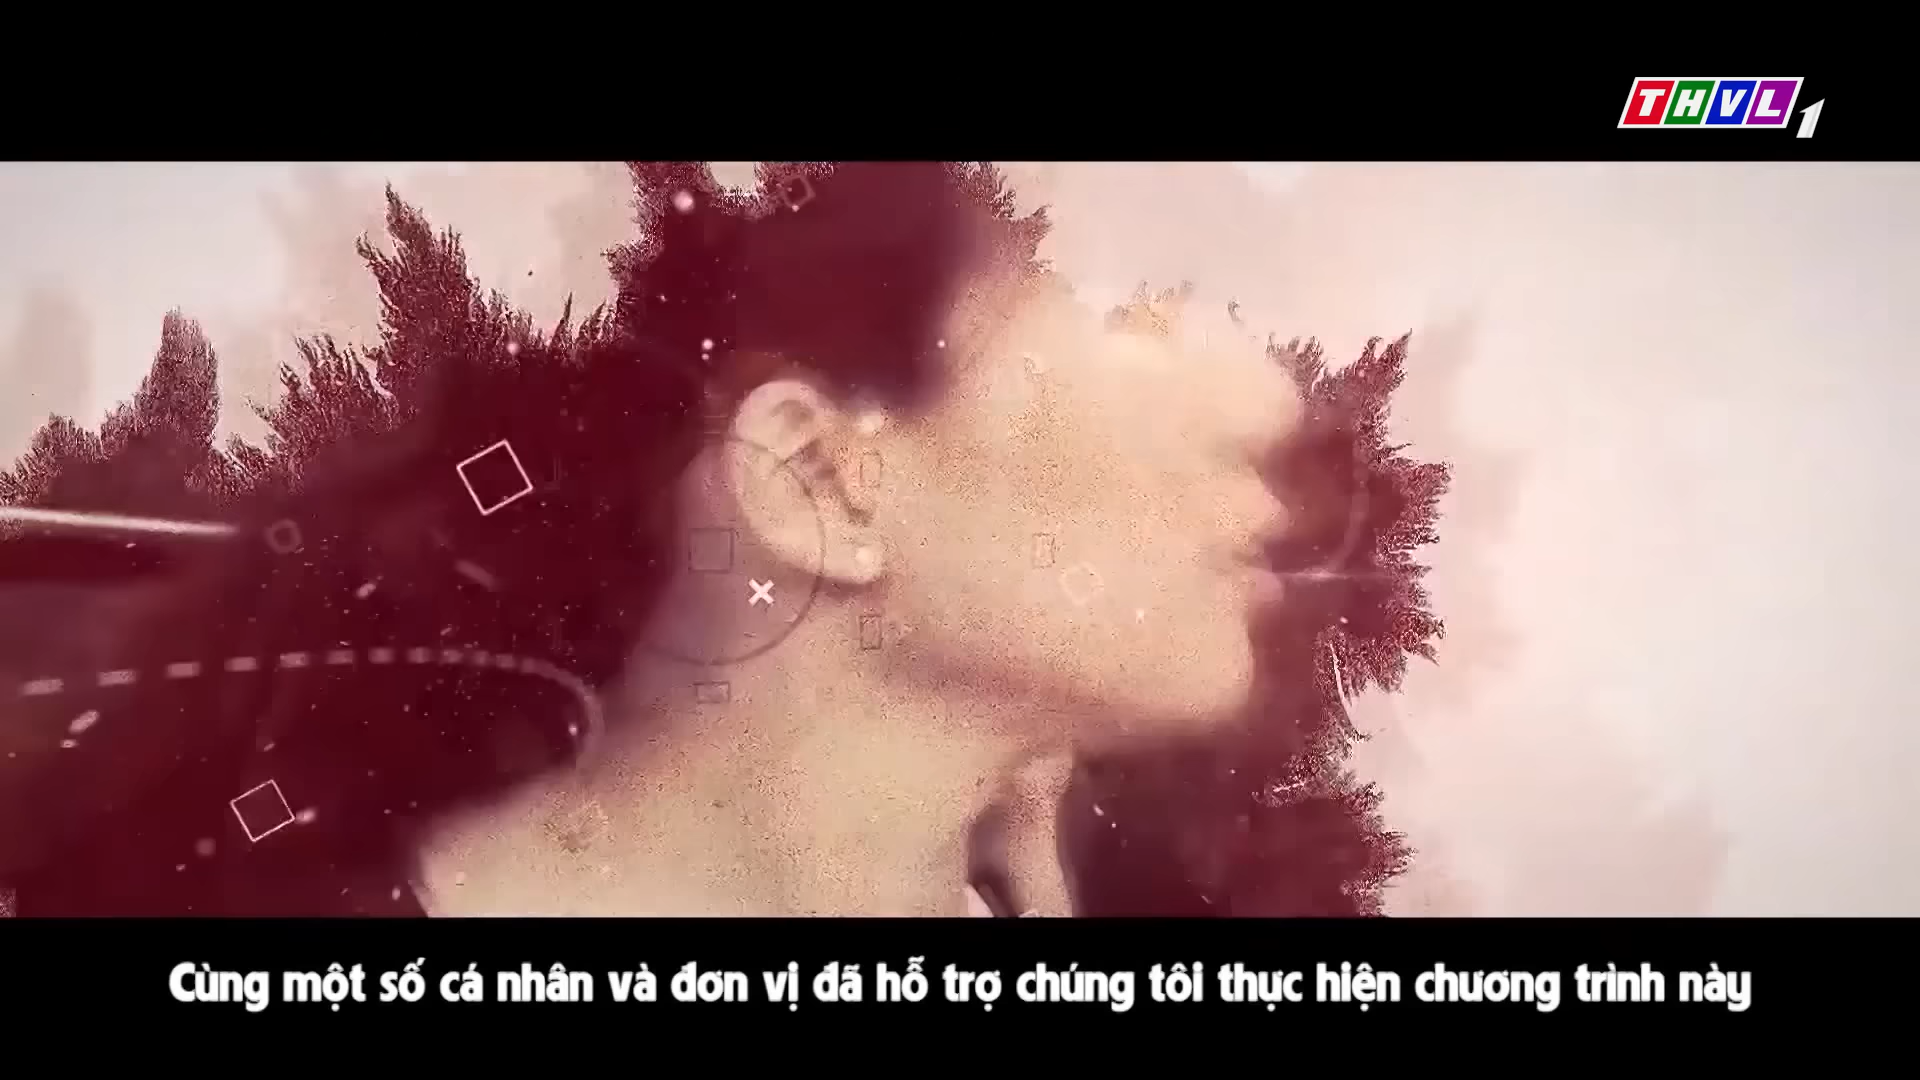 THVL1
Cùng một số cá nhân và đơn vị đã hỗ trợ chúng tôi thực hiện chương trình này